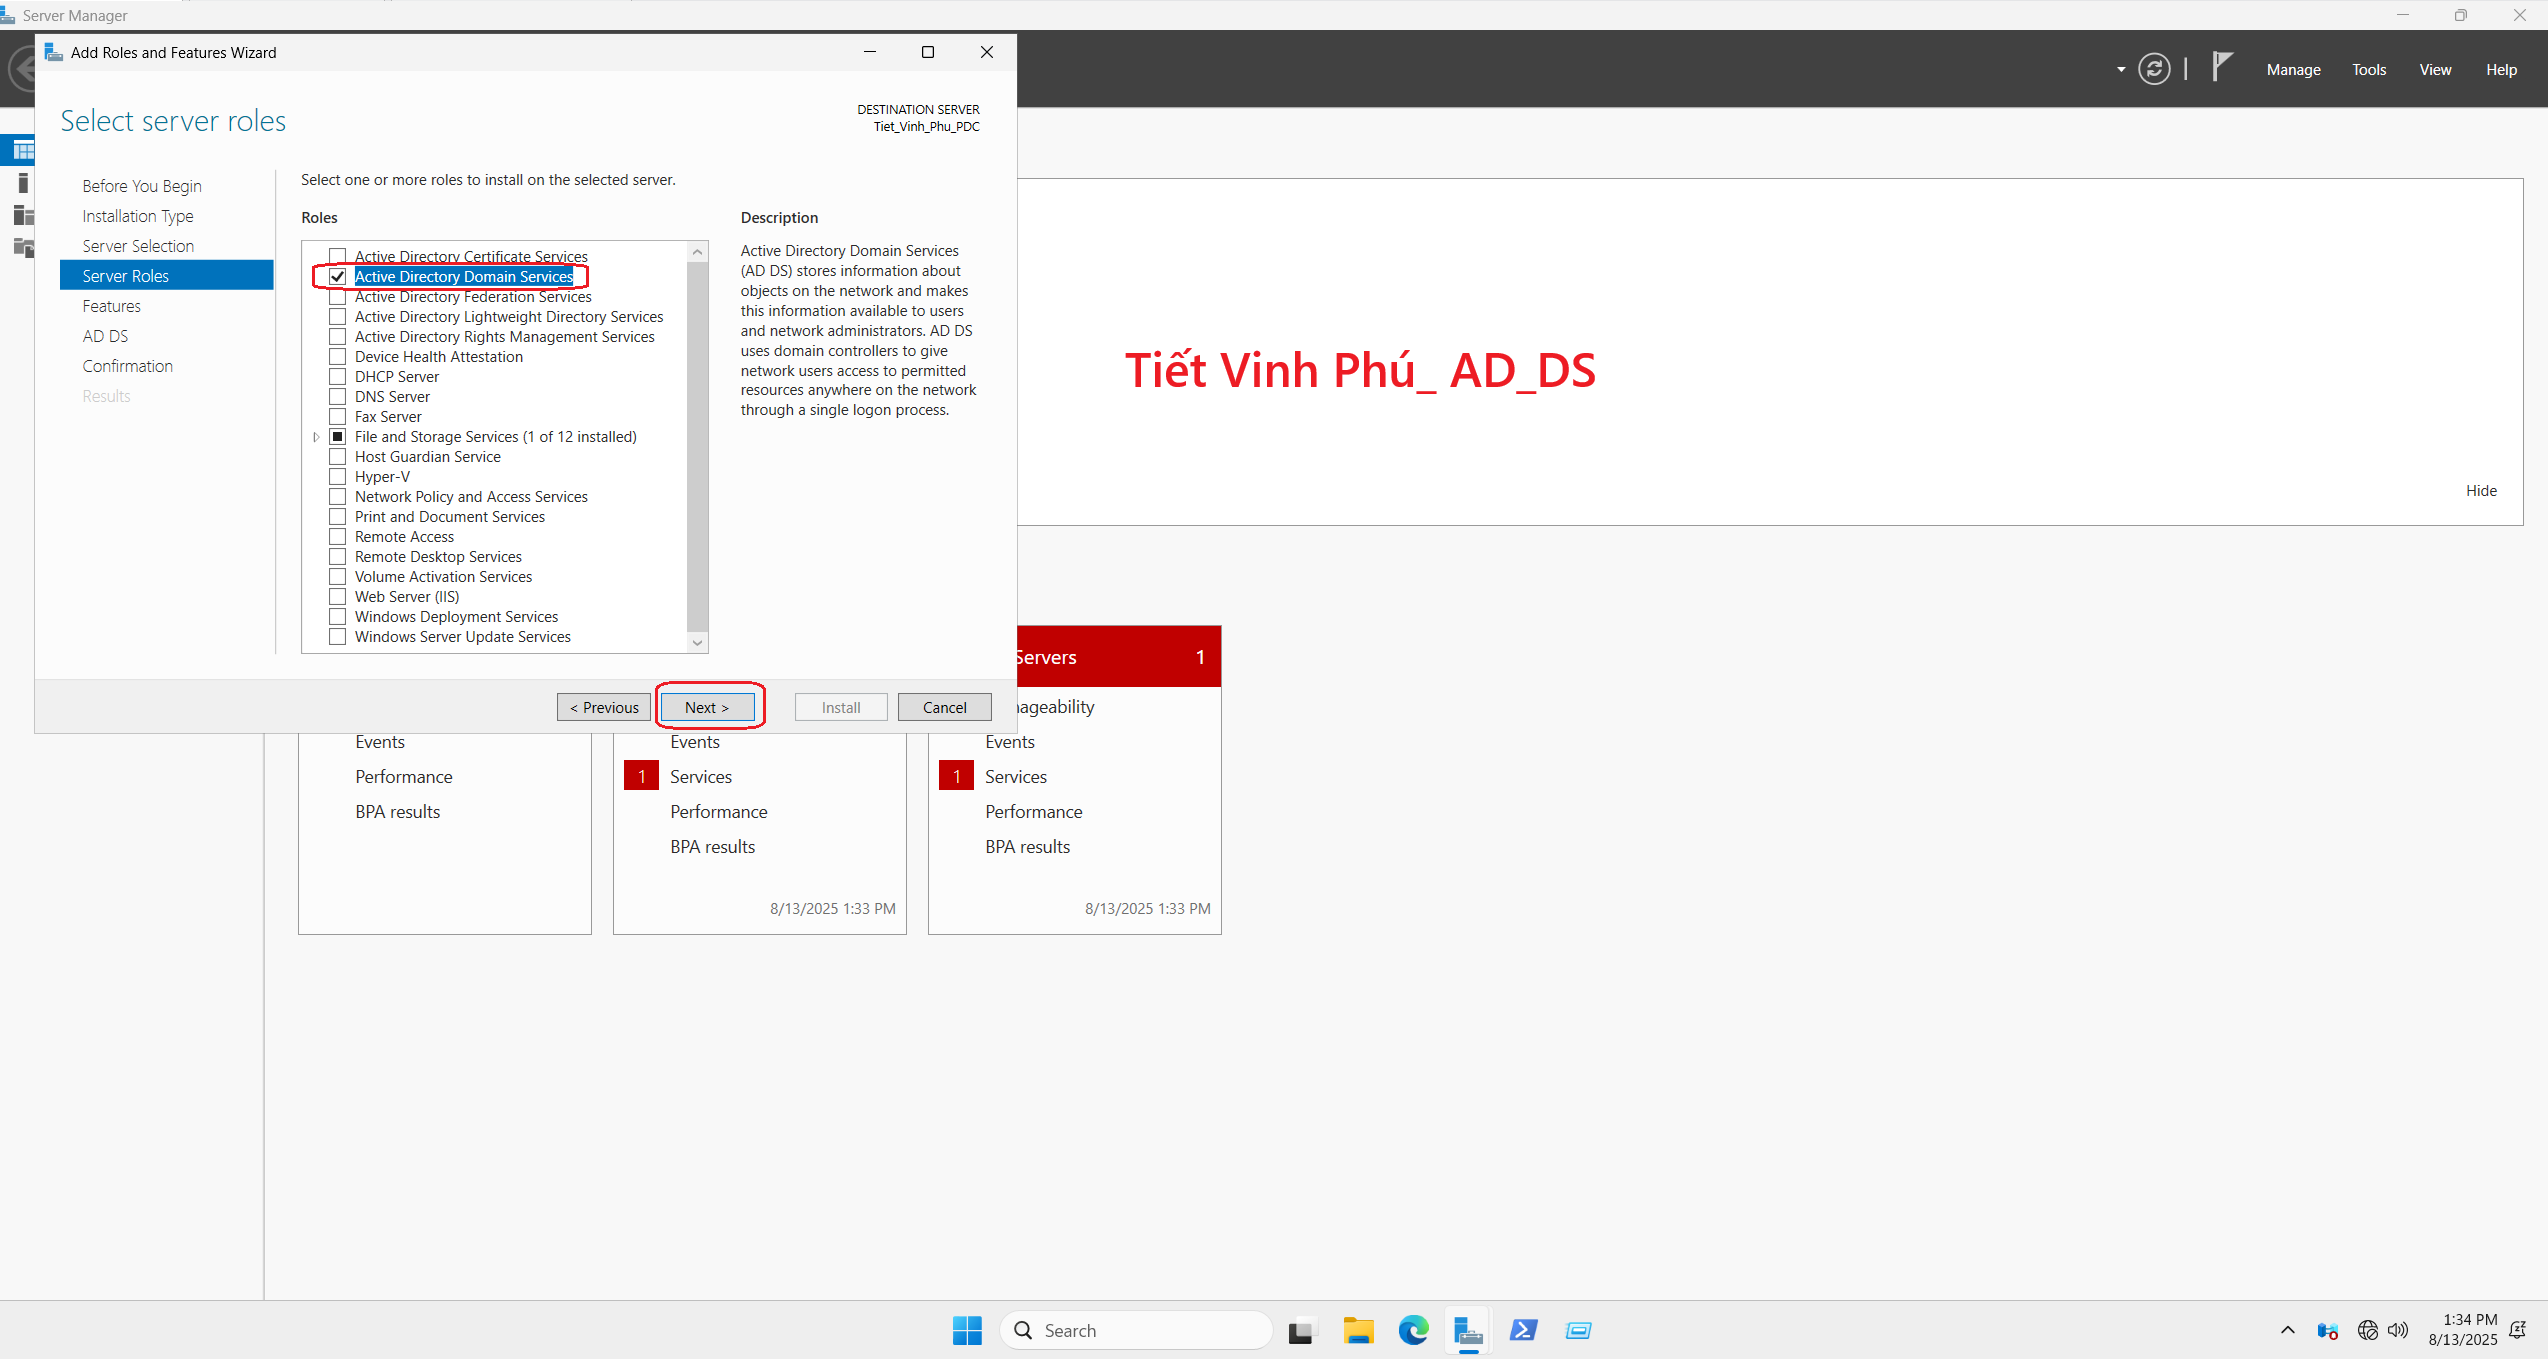 Server Manager
Add Roles and Features Wizard
Manage
Tools
View
Help
Select server roles
DESTINATION SERVER
Tiet_Vinh_Phu_PDC
Before You Begin
Installation Type
Server Selection
Server Roles
Features
AD DS
Confirmation
Results
Select one or more roles to install on the selected server.
Roles
Active Directory Certificate Services
Active Directory Domain Services
Active Directory Federation Services
Active Directory Lightweight Directory Services
Active Directory Rights Management Services
Device Health Attestation
DHCP Server
DNS Server
Fax Server
File and Storage Services (1 of 12 installed)
Host Guardian Service
Hyper-V
Network Policy and Access Services
Print and Document Services
Remote Access
Remote Desktop Services
Volume Activation Services
Web Server (IIS)
Windows Deployment Services
Windows Server Update Services
Description
Active Directory Domain Services
(AD DS) stores information about
objects on the network and makes
this information available to users
and network administrators. AD DS
uses domain controllers to give
network users access to permitted
resources anywhere on the network
through a single logon process.
< Previous
Next >
Install
Cancel
Tiết Vinh Phú_ AD_DS
Hide
Servers 1
Events
Performance
BPA results
Events
1 Services
Performance
BPA results
8/13/2025 1:33 PM
Events
1 Services
Performance
BPA results
8/13/2025 1:33 PM
Search
1:34 PM
8/13/2025